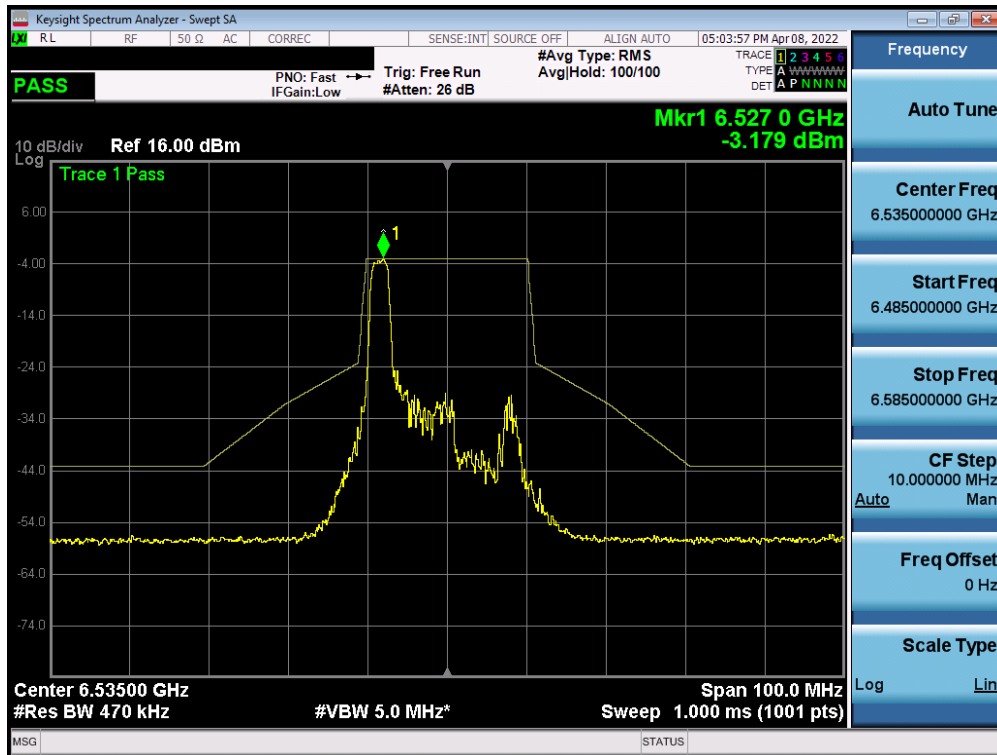 Keysight Spectrum Analyzer - Swept SA
LXI RL RF 50 Ω AC CORREC SENSE:INT SOURCE OFF ALIGN AUTO 05:03:57 PM Apr 08, 2022
PASS
PNO: Fast
IFGain:Low
Trig: Free Run
#Atten: 26 dB
#Avg Type: RMS
Avg|Hold: 100/100
TRACE 1 2 3 4 5 6
TYPE A WWWWW
DET A P N N N N
Mkr1 6.527 0 GHz
-3.179 dBm
10 dB/div Ref 16.00 dBm
Log
Trace 1 Pass
1
6.00
-4.00
-14.0
-24.0
-34.0
-44.0
-54.0
-64.0
-74.0
Center 6.53500 GHz Span 100.0 MHz
#Res BW 470 kHz #VBW 5.0 MHz* Sweep 1.000 ms (1001 pts)
MSG STATUS
Frequency
Auto Tune
Center Freq
6.535000000 GHz
Start Freq
6.485000000 GHz
Stop Freq
6.585000000 GHz
CF Step
10.000000 MHz
Auto Man
Freq Offset
0 Hz
Scale Type
Log Lin